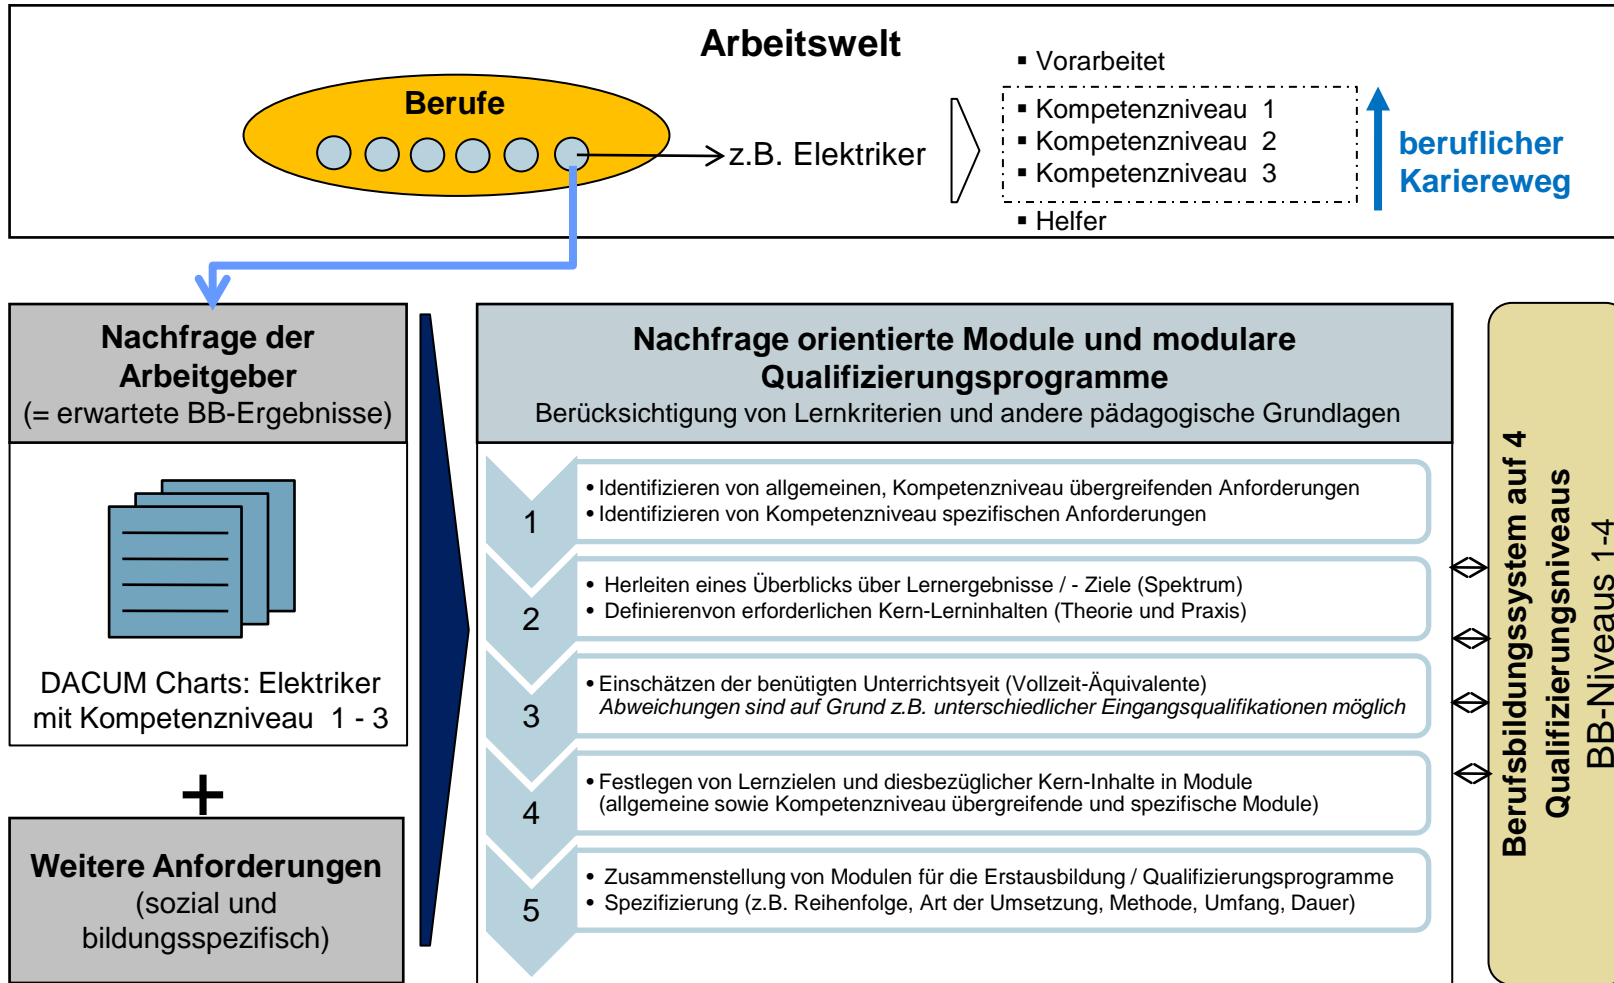 Arbeitswelt
Berufe
z.B. Elektriker
▪ Vorarbeitet
▪ Kompetenzniveau 1
▪ Kompetenzniveau 2
▪ Kompetenzniveau 3
▪ Helfer
beruflicher
Kariereweg
Nachfrage der
Arbeitgeber
(= erwartete BB-Ergebnisse)
DACUM Charts: Elektriker
mit Kompetenzniveau 1 - 3
+
Weitere Anforderungen
(sozial und
bildungsspezifisch)
Nachfrage orientierte Module und modulare
Qualifizierungsprogramme
Berücksichtigung von Lernkriterien und andere pädagogische Grundlagen
1
• Identifizieren von allgemeinen, Kompetenzniveau übergreifenden Anforderungen
• Identifizieren von Kompetenzniveau spezifischen Anforderungen
2
• Herleiten eines Überblicks über Lernergebnisse / - Ziele (Spektrum)
• Definierenvon erforderlichen Kern-Lerninhalten (Theorie und Praxis)
3
• Einschätzen der benötigten Unterrichtsyeit (Vollzeit-Äquivalente)
Abweichungen sind auf Grund z.B. unterschiedlicher Eingangsqualifikationen möglich
4
• Festlegen von Lernzielen und diesbezüglicher Kern-Inhalte in Module
(allgemeine sowie Kompetenzniveau übergreifende und spezifische Module)
5
• Zusammenstellung von Modulen für die Erstausbildung / Qualifizierungsprogramme
• Spezifizierung (z.B. Reihenfolge, Art der Umsetzung, Methode, Umfang, Dauer)
Berufsbildungssystem auf 4
Qualifizierungsniveaus
BB-Niveaus 1-4